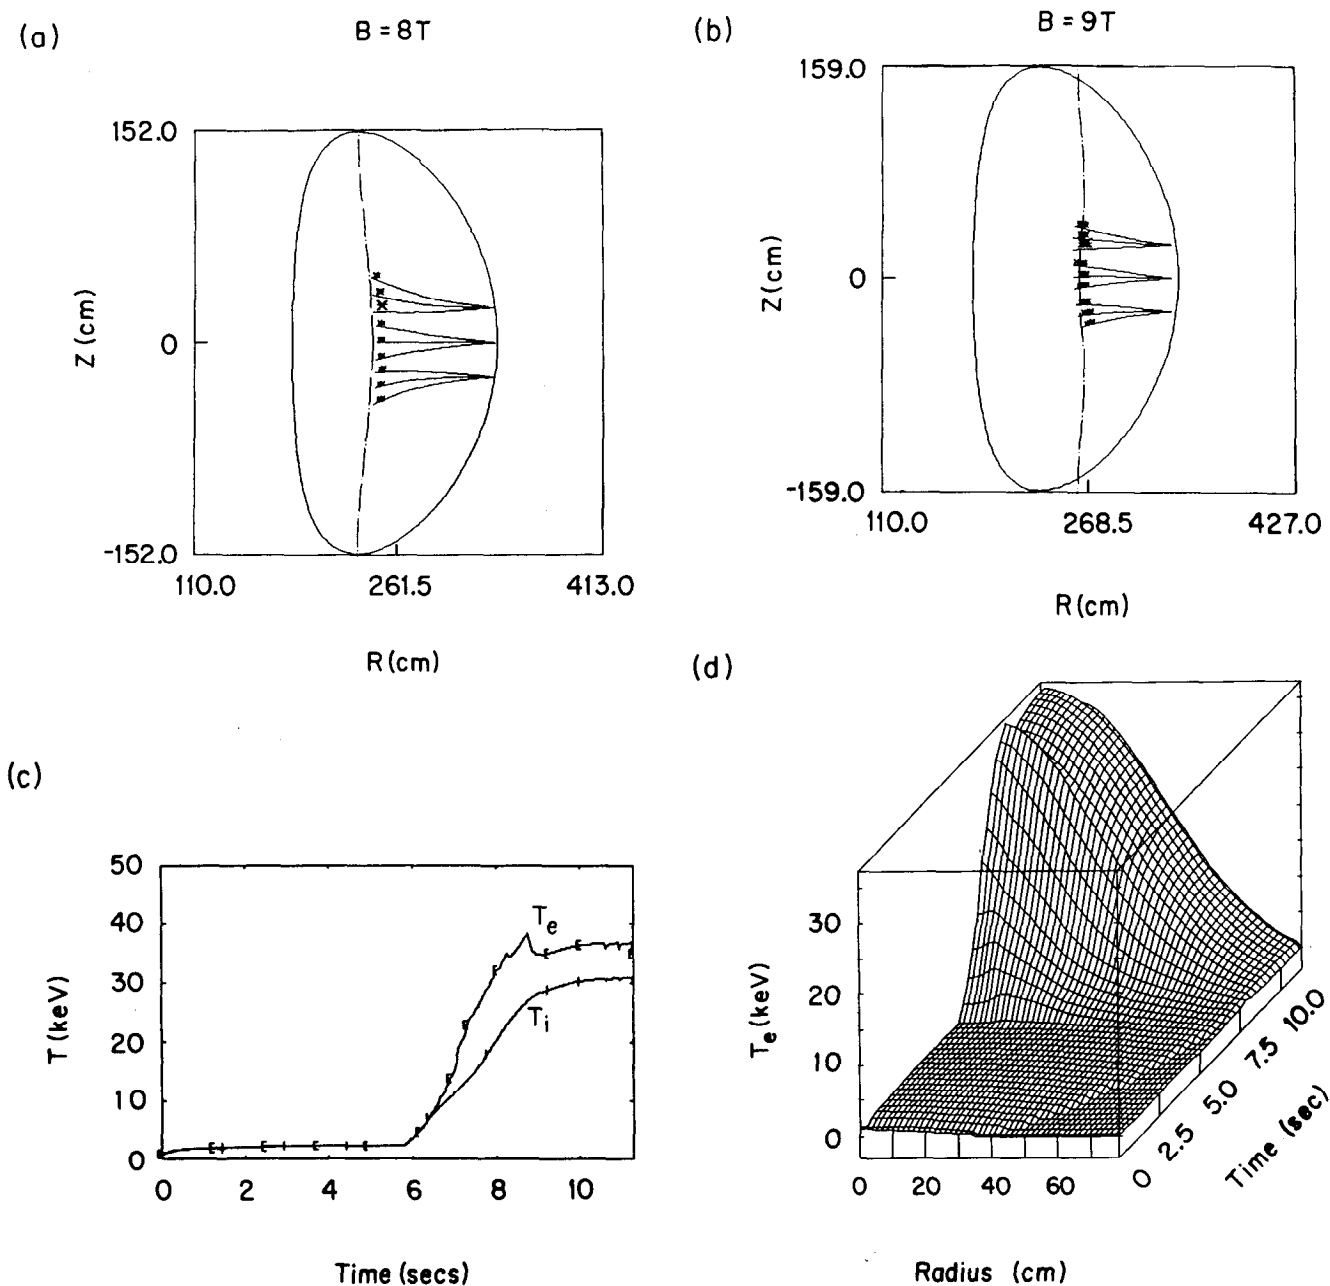 (a)
B = 8T
152.0
Z (cm)
0
-152.0
110.0 261.5 413.0
R (cm)
(b)
B = 9T
159.0
Z (cm)
0
-159.0
110.0 268.5 427.0
R (cm)
(c)
50
40
30
20
10
0
T (keV)
Te
Ti
0 2 4 6 8 10
Time (secs)
(d)
30
20
10
0
Te (keV)
0 20 40 60
Radius (cm)
0 2.5 5.0 7.5 10.0
Time (sec)